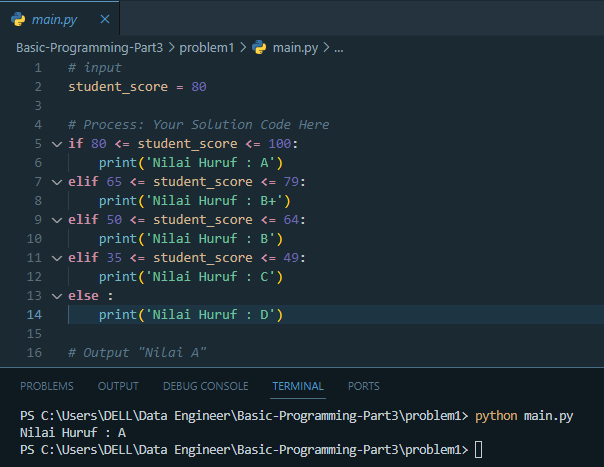 main.py ×
Basic-Programming-Part3 > problem1 > main.py > ...
1 # input
2 student_score = 80
3
4 # Process: Your Solution Code Here
5 if 80 <= student_score <= 100:
6     print('Nilai Huruf : A')
7 elif 65 <= student_score <= 79:
8     print('Nilai Huruf : B+')
9 elif 50 <= student_score <= 64:
10     print('Nilai Huruf : B')
11 elif 35 <= student_score <= 49:
12     print('Nilai Huruf : C')
13 else :
14     print('Nilai Huruf : D')
15
16 # Output "Nilai A"
PROBLEMS OUTPUT DEBUG CONSOLE TERMINAL PORTS
PS C:\Users\DELL\Data Engineer\Basic-Programming-Part3\problem1> python main.py
Nilai Huruf : A
PS C:\Users\DELL\Data Engineer\Basic-Programming-Part3\problem1>